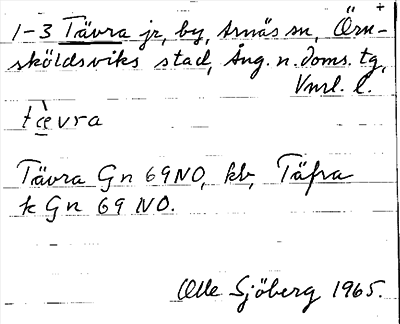 +
1-3 Tävra jr, by, Arnäs sn, Örn-
sköldsviks stad, Ång. n. doms. tg,
Vnrl. l.
tævra
Tävra Gn 69 NO, kb, Täfra
k Gn 69 NO.
Olle Sjöberg 1965.